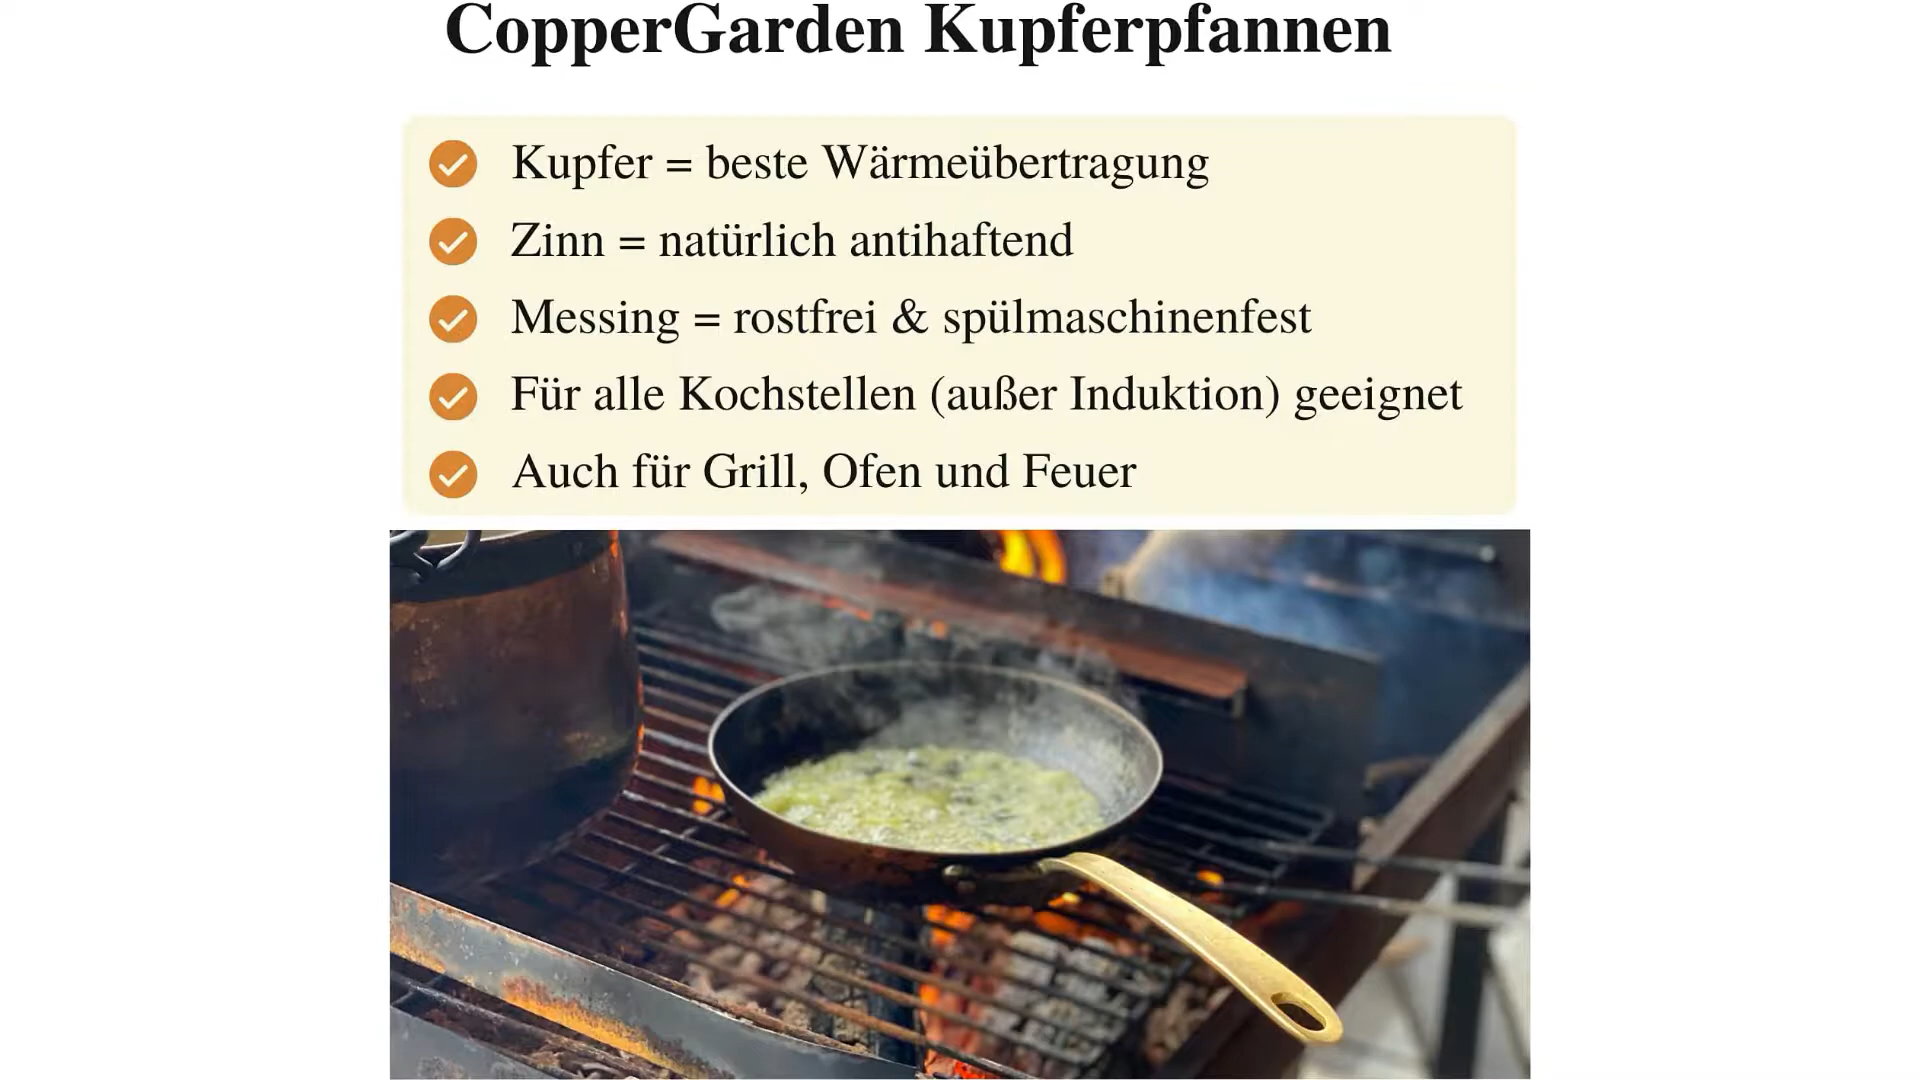 CopperGarden Kupferpfannen
Kupfer = beste Wärmeübertragung
Zinn = natürlich antihaftend
Messing = rostfrei & spülmaschinenfest
Für alle Kochstellen (außer Induktion) geeignet
Auch für Grill, Ofen und Feuer